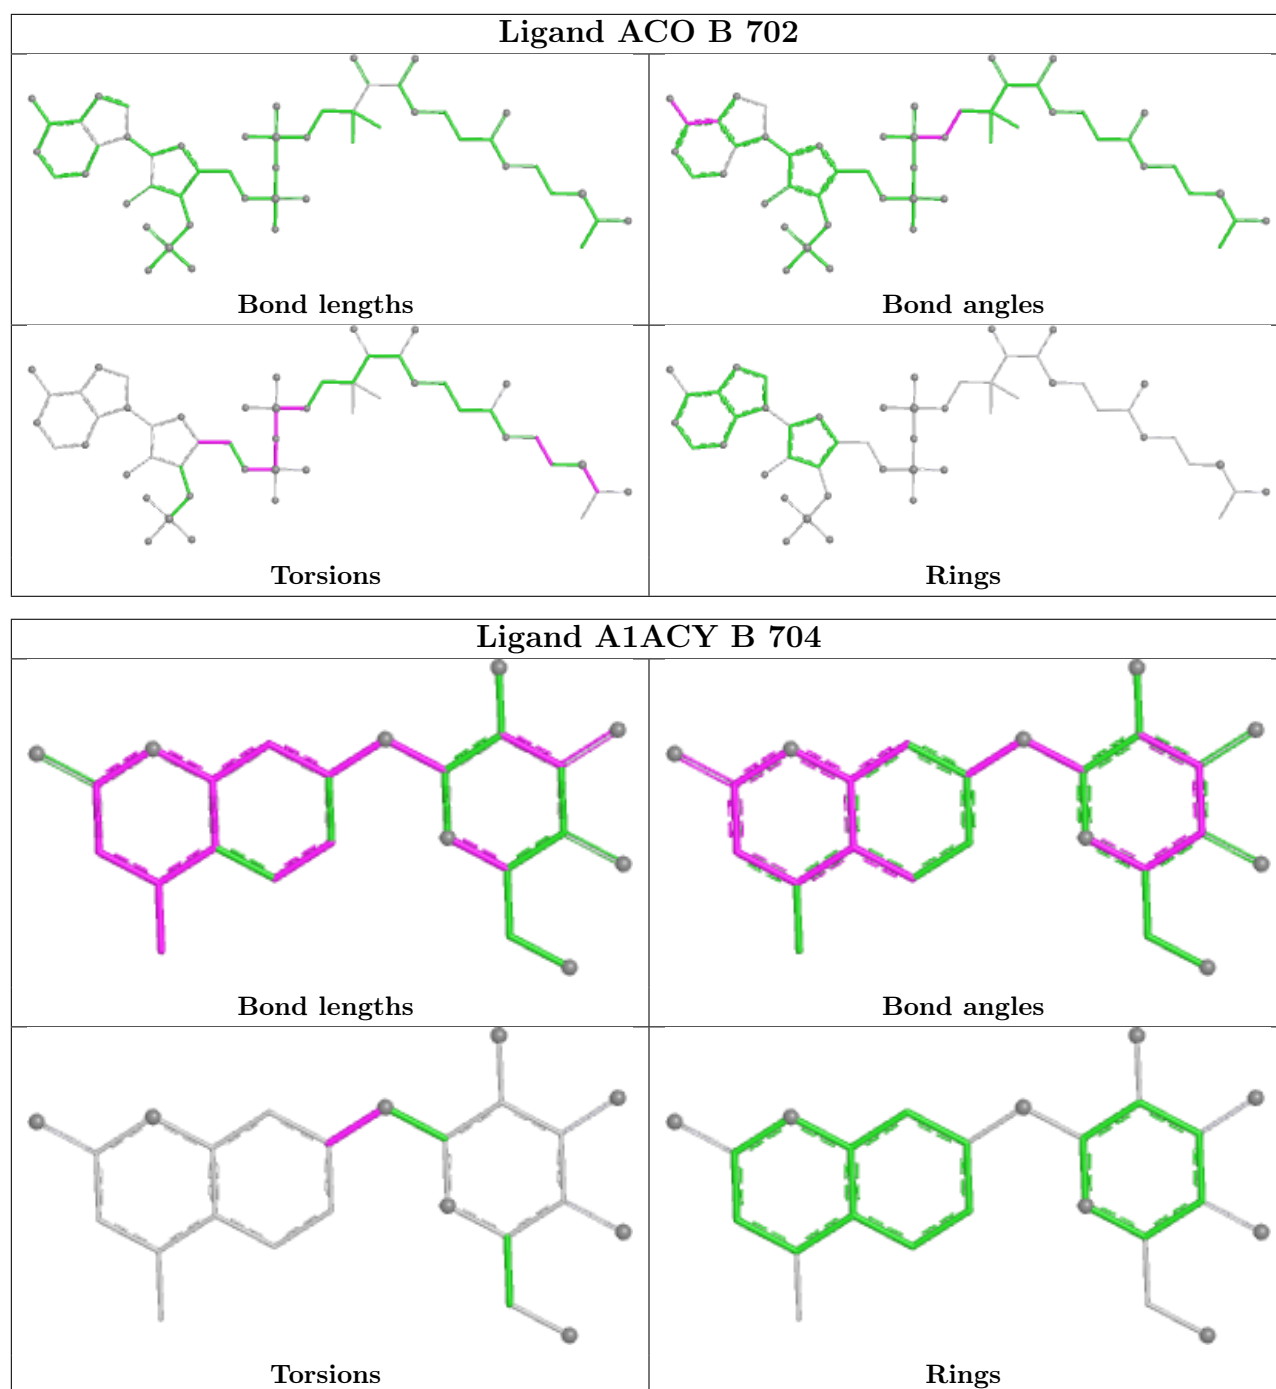 Ligand ACO B 702
Bond lengths
Bond angles
Torsions
Rings
Ligand A1ACY B 704
Bond lengths
Bond angles
Torsions
Rings